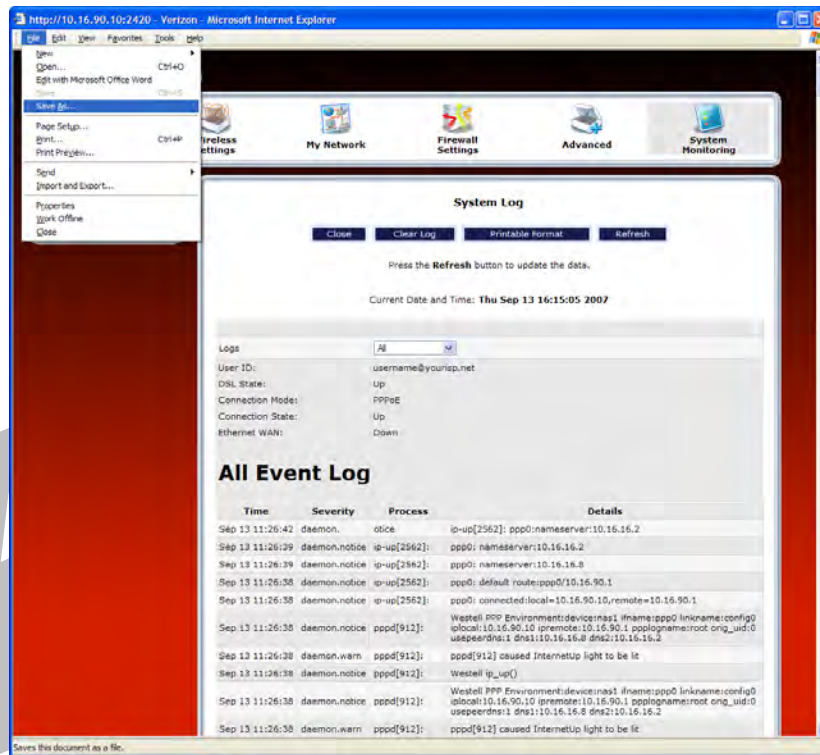 http://10.16.90.10:2420 - Verizon - Microsoft Internet Explorer
File Edit View Favorites Tools Help
New
Open... Ctrl+O
Edit with Microsoft Office Word
Save Ctrl+S
Save As...
Page Setup...
Print... Ctrl+P
Print Preview...
Send
Import and Export...
Properties
Work Offline
Close
ireless
ettings
My Network
Firewall
Settings
Advanced
System
Monitoring
System Log
Close Clear Log Printable Format Refresh
Press the Refresh button to update the data.
Current Date and Time: Thu Sep 13 16:15:05 2007
Logs All
User ID: username@yourisp.net
DSL State: Up
Connection Mode: PPPoE
Connection State: Up
Ethernet WAN: Down
All Event Log
Time Severity Process Details
Sep 13 11:26:42 daemon. otice ip-up[2562]: ppp0:nameserver:10.16.16.2
Sep 13 11:26:39 daemon.notice ip-up[2562]: ppp0: nameserver:10.16.16.2
Sep 13 11:26:39 daemon.notice ip-up[2562]: ppp0: nameserver:10.16.16.8
Sep 13 11:26:38 daemon.notice ip-up[2562]: ppp0: default route:ppp0/10.16.90.1
Sep 13 11:26:38 daemon.notice ip-up[2562]: ppp0: connected:local=10.16.90.10,remote=10.16.90.1
Westell PPP Environment:device:nas1 ifname:ppp0 linkname:config0
Sep 13 11:26:38 daemon.notice pppd[912]: iplocal:10.16.90.10 ipremote:10.16.90.1 ppplogname:root orig_uid:0
usepeerdns:1 dns1:10.16.16.8 dns2:10.16.16.2
Sep 13 11:26:38 daemon.warn pppd[912]: pppd[912] caused InternetUp light to be lit
Sep 13 11:26:38 daemon.notice pppd[912]: Westell ip_up()
Westell PPP Environment:device:nas1 ifname:ppp0 linkname:config0
Sep 13 11:26:38 daemon.notice pppd[912]: iplocal:10.16.90.10 ipremote:10.16.90.1 ppplogname:root orig_uid:0
usepeerdns:1 dns1:10.16.16.8 dns2:10.16.16.2
Sep 13 11:26:38 daemon.warn pppd[912]: pppd[912] caused InternetUp light to be lit
Saves this document as a file.